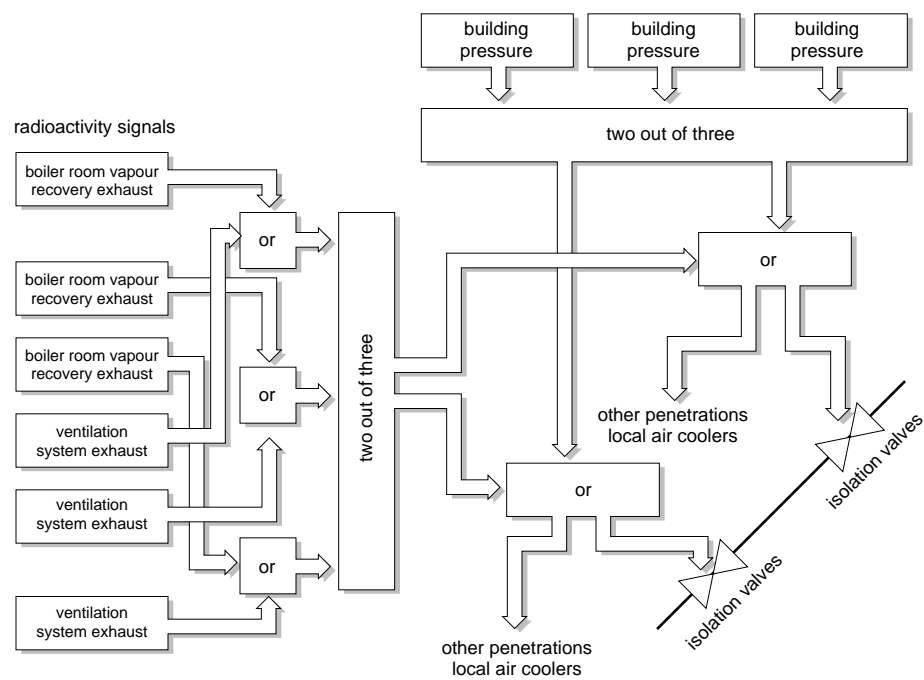 building
pressure
building
pressure
building
pressure
two out of three
radioactivity signals
boiler room vapour
recovery exhaust
or
boiler room vapour
recovery exhaust
boiler room vapour
recovery exhaust
or
ventilation
system exhaust
ventilation
system exhaust
or
ventilation
system exhaust
two out of three
or
other penetrations
local air coolers
isolation valves
or
other penetrations
local air coolers
isolation valves